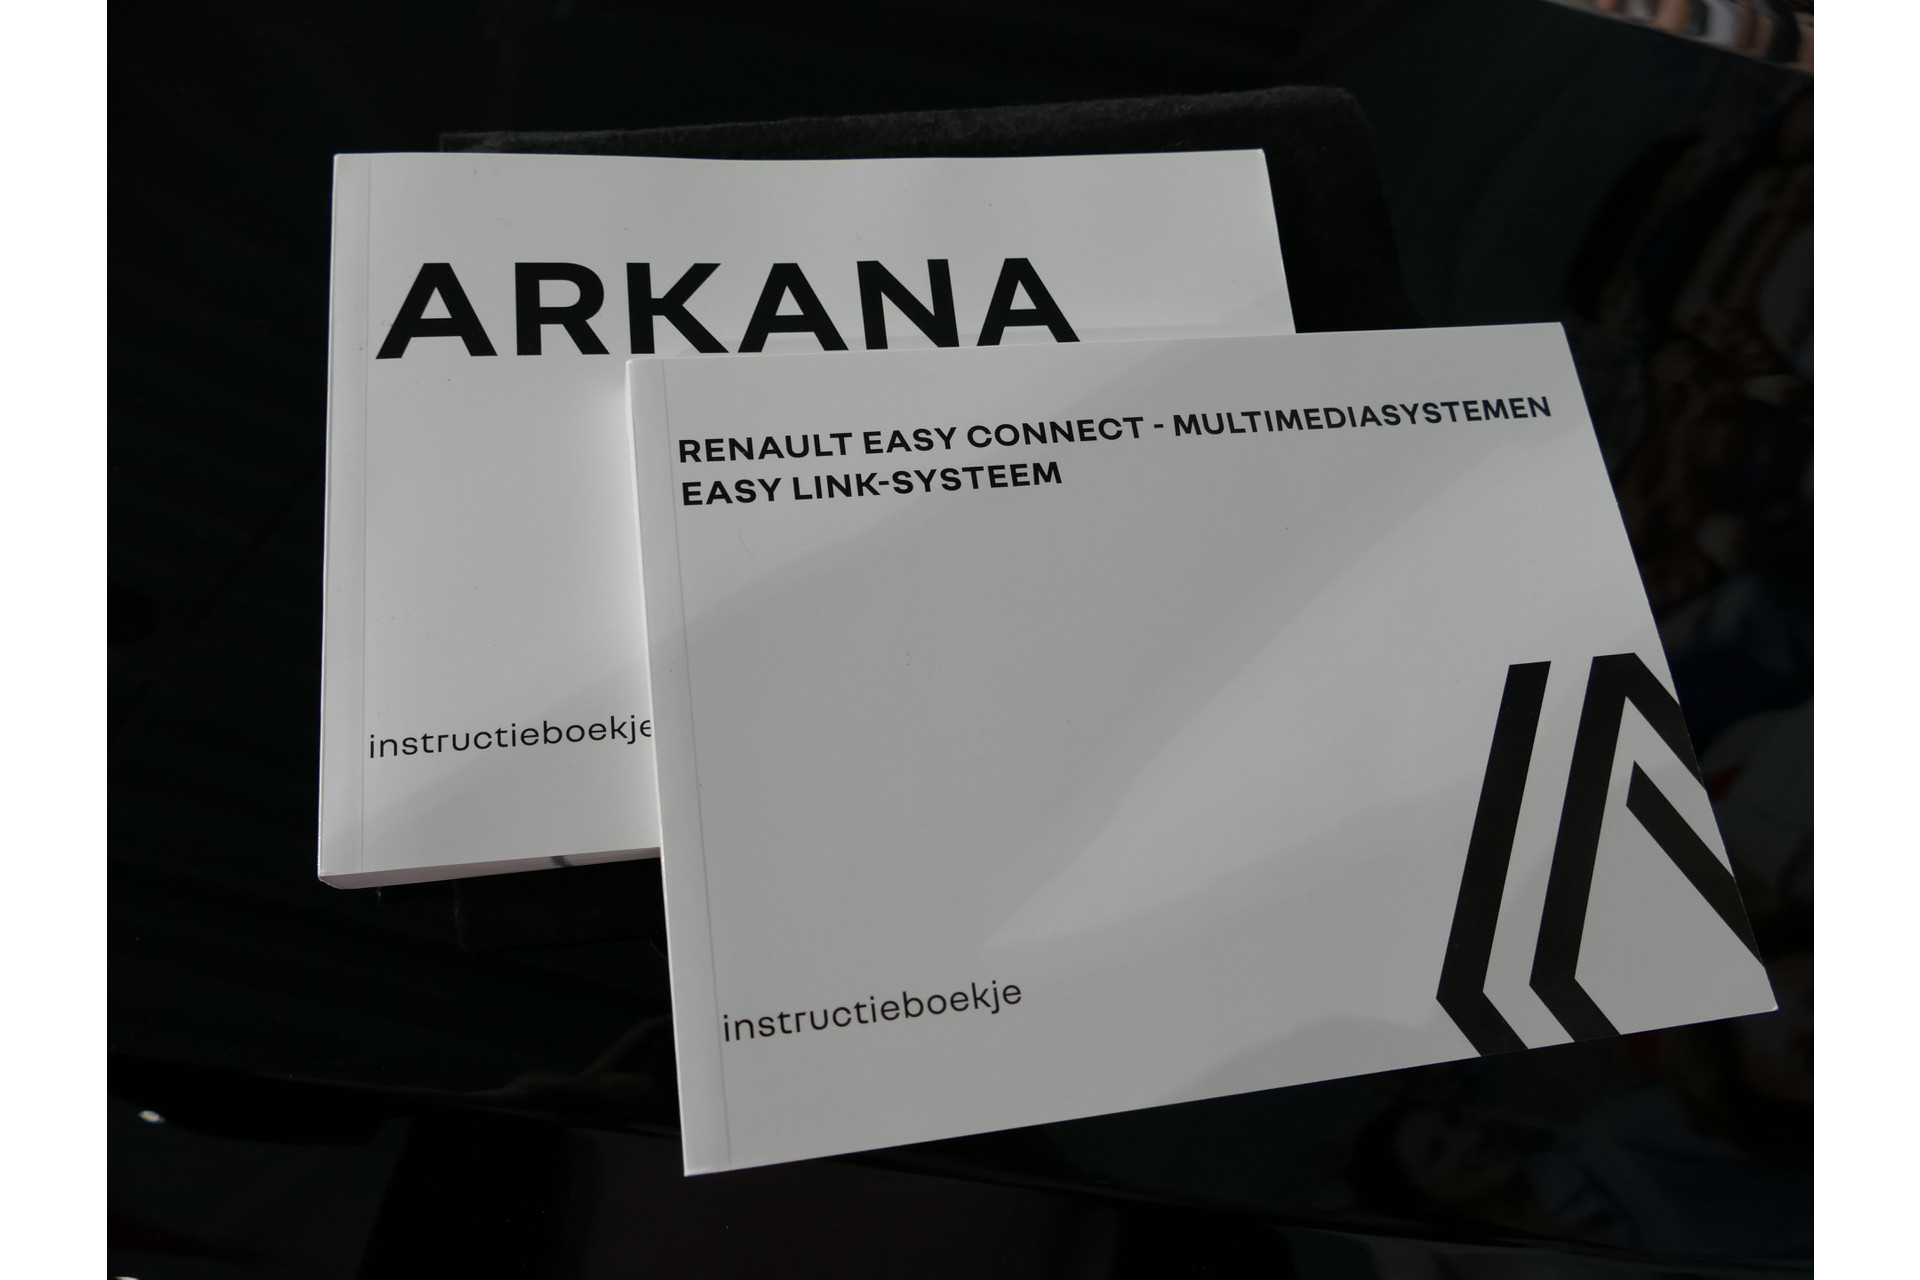 ARKANA
instructieboekje
RENAULT EASY CONNECT - MULTIMEDIASYSTEMEN
EASY LINK-SYSTEEM
instructieboekje